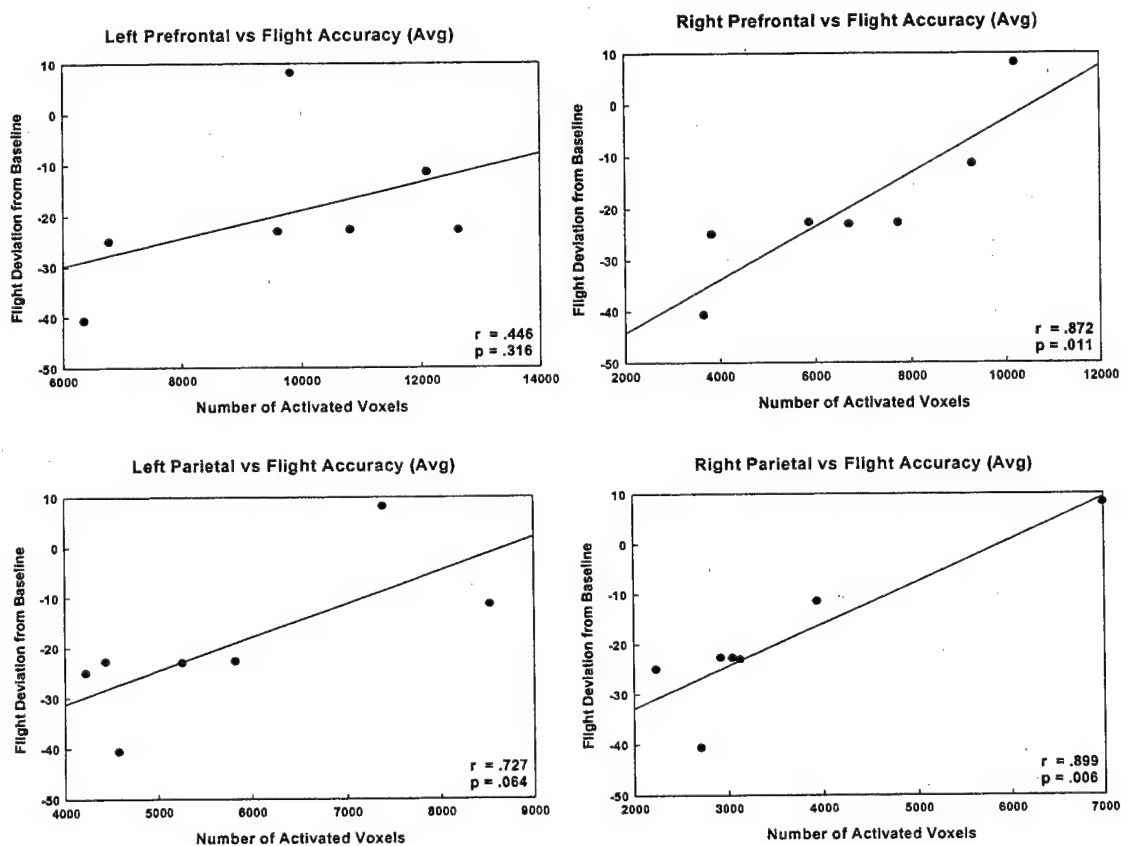 Left Prefrontal vs Flight Accuracy (Avg)
Flight Deviation from Baseline
10
0
-10
-20
-30
-40
-50
6000
8000
10000
12000
14000
r = .446
p = .316
Number of Activated Voxels
Right Prefrontal vs Flight Accuracy (Avg)
Flight Deviation from Baseline
10
0
-10
-20
-30
-40
-50
2000
4000
6000
8000
10000
12000
r = .872
p = .011
Number of Activated Voxels
Left Parietal vs Flight Accuracy (Avg)
Flight Deviation from Baseline
10
0
-10
-20
-30
-40
-50
4000
5000
6000
7000
8000
9000
r = .727
p = .064
Number of Activated Voxels
Right Parietal vs Flight Accuracy (Avg)
Flight Deviation from Baseline
10
0
-10
-20
-30
-40
-50
2000
3000
4000
5000
6000
7000
r = .899
p = .006
Number of Activated Voxels